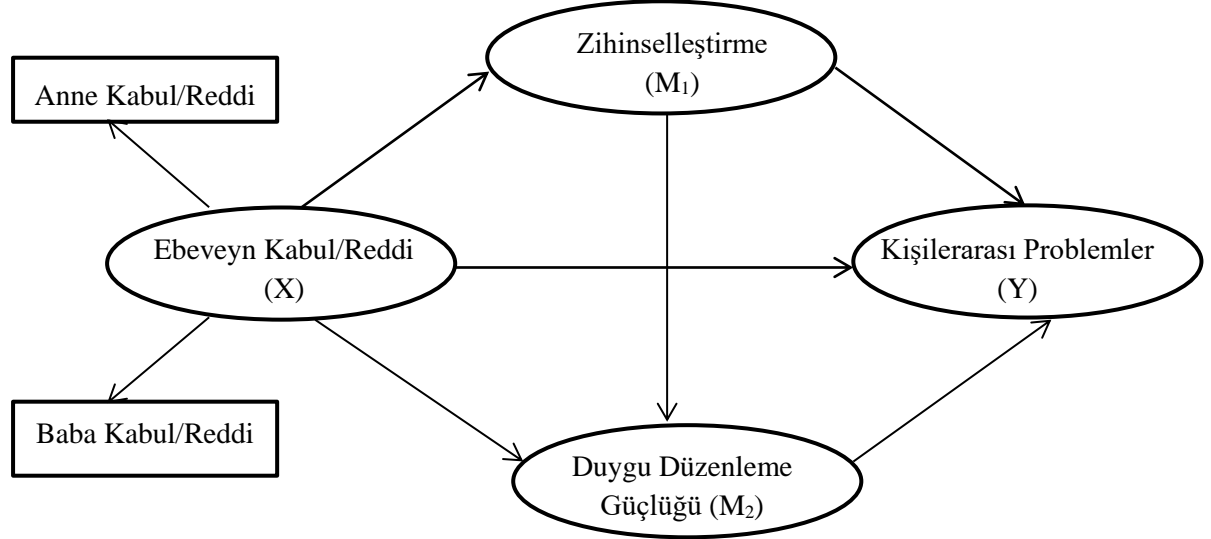 Zihinselleştirme
(M₁)
Anne Kabul/Reddi
Ebeveyn Kabul/Reddi
(X)
Kişilerarası Problemler
(Y)
Baba Kabul/Reddi
Duygu Düzenleme
Güçlüğü (M₂)